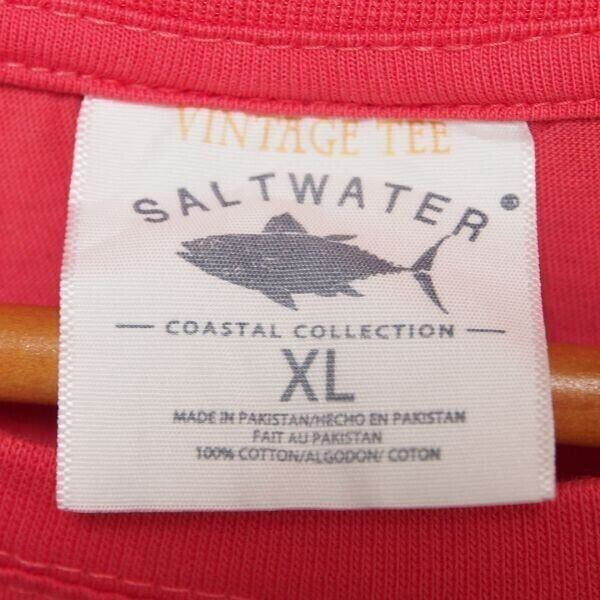 VINTAGE TEE
SALTWATER®
COASTAL COLLECTION
XL
MADE IN PAKISTAN/HECHO EN PAKISTAN
FAIT AU PAKISTAN
100% COTTON/ALGODON/ COTON